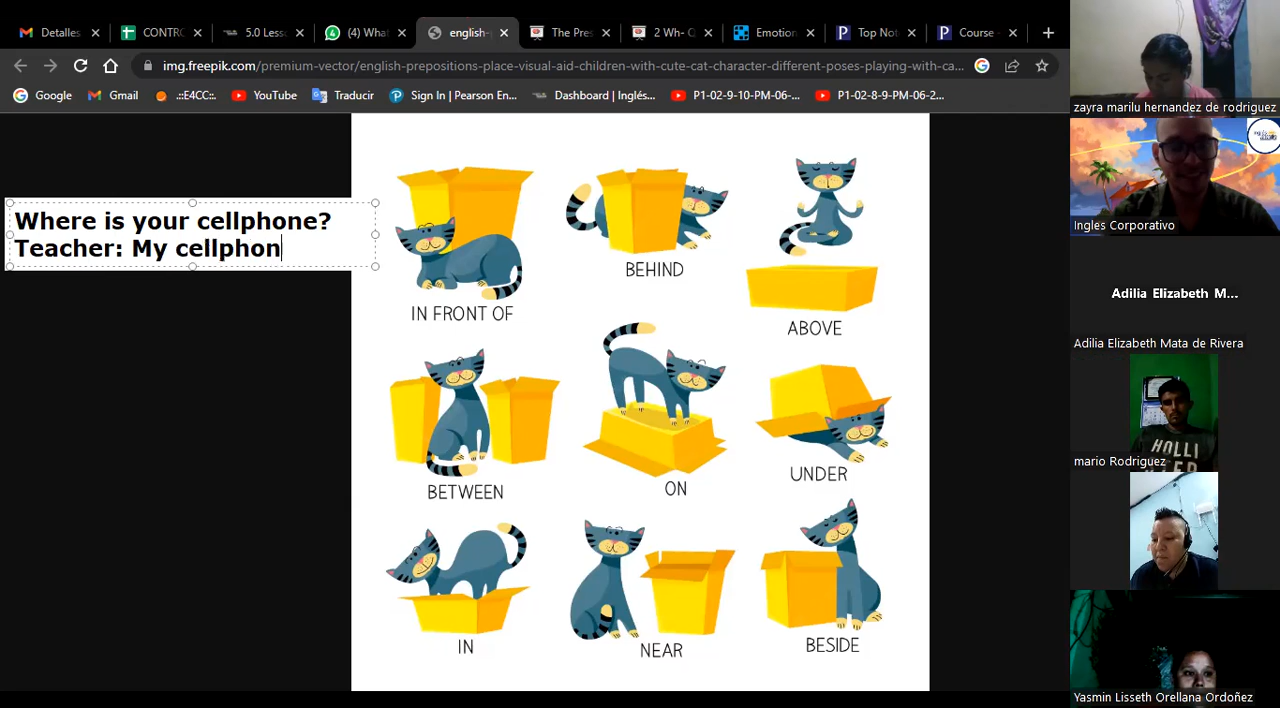 Detalles
CONTRO
5.0 Less
(4) What
english-
The Pres
2 Wh- Q
Emotion
Top Not
Course -
img.freepik.com/premium-vector/english-prepositions-place-visual-aid-children-with-cute-cat-character-different-poses-playing-with-ca...
Google
Gmail
.::E4CC::.
YouTube
Traducir
Sign In | Pearson En...
Dashboard | Inglés...
P1-02-9-10-PM-06-...
P1-02-8-9-PM-06-2...
Where is your cellphone?
Teacher: My cellphon
IN FRONT OF
BEHIND
ABOVE
BETWEEN
ON
UNDER
IN
NEAR
BESIDE
zayra marilu hernandez de rodriguez
Ingles Corporativo
Adilia Elizabeth M...
Adilia Elizabeth Mata de Rivera
HOLLI
mario Rodriguez
Yasmin Lisseth Orellana Ordoñez